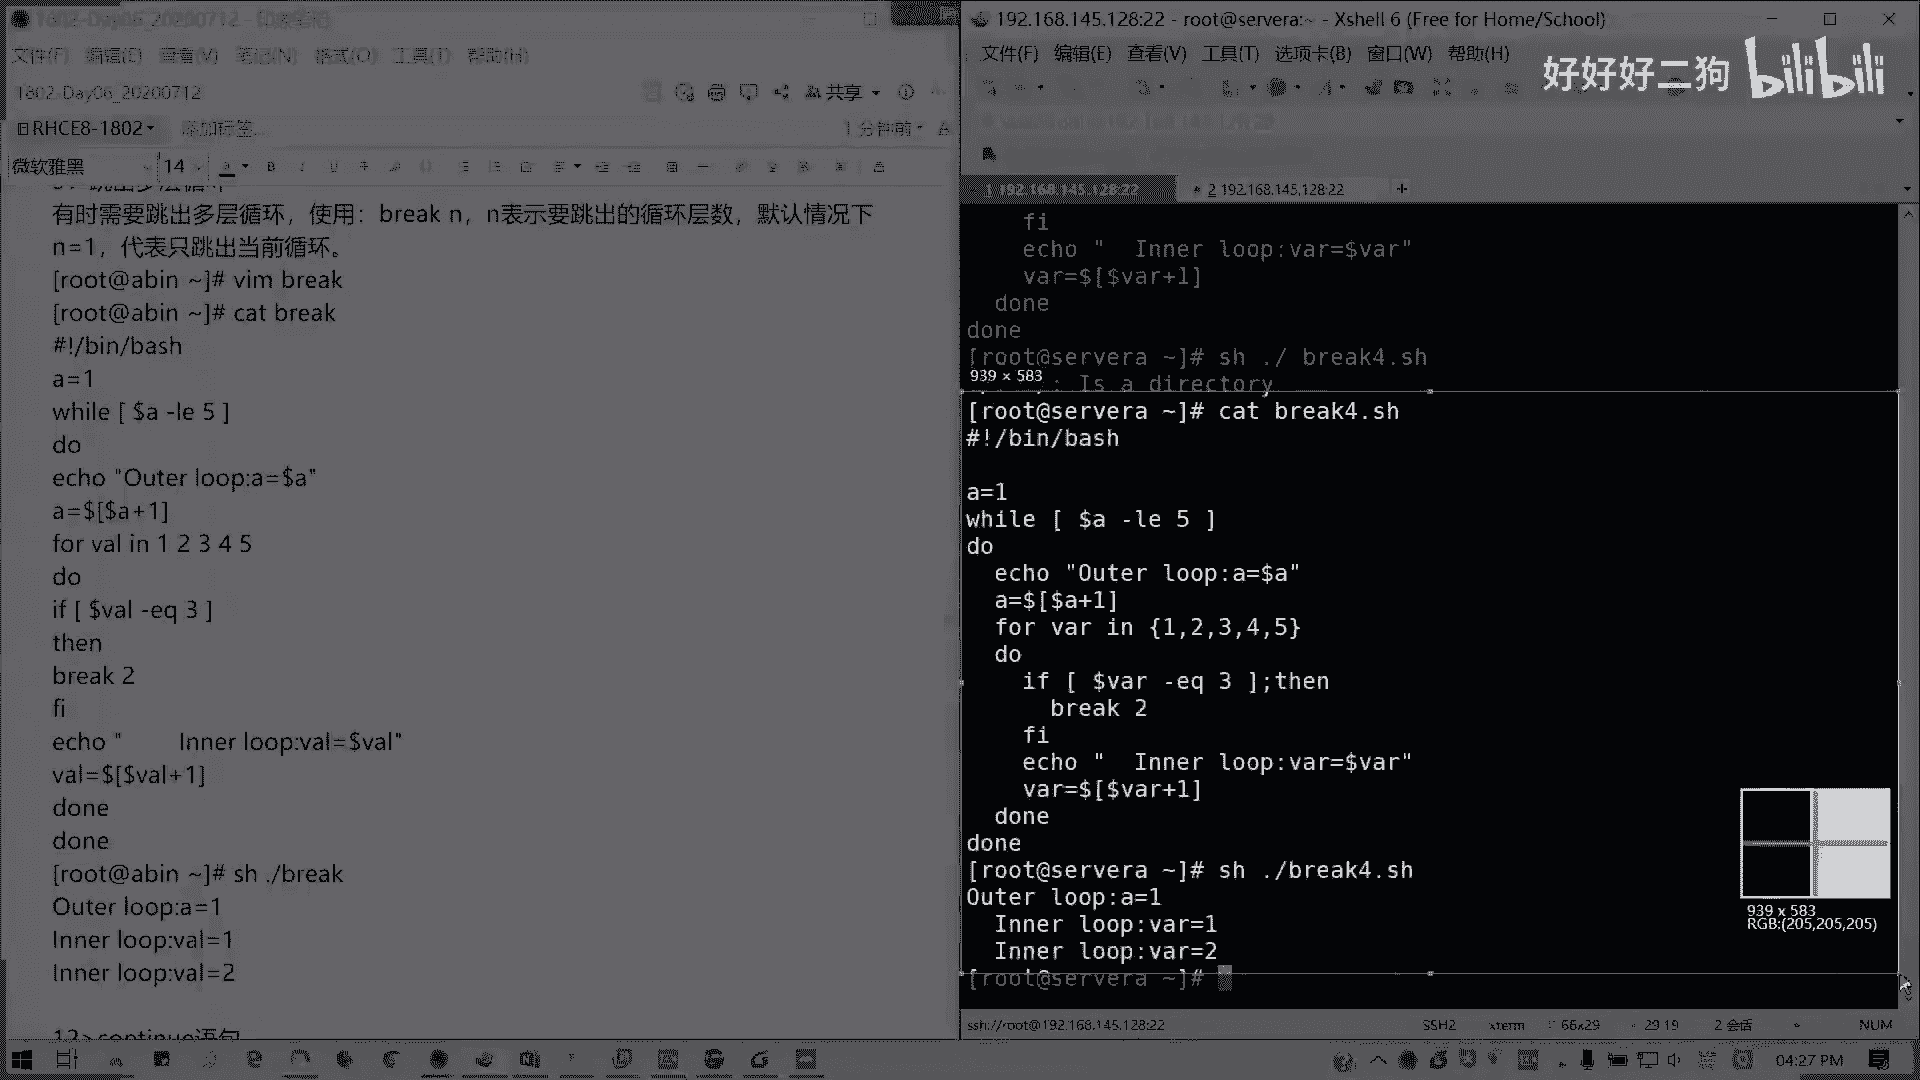 1802-Day06_20200712
文件(F) 编辑(E) 查看(V) 笔记(N) 格式(O) 工具(T) 帮助(H)
1802-Day06_20200712
共享
RHCE8-1802
添加标签...
1 分钟前
微软雅黑 14
有时需要跳出多层循环，使用：break n，n表示要跳出的循环层数，默认情况下
n=1，代表只跳出当前循环。
[root@abin ~]# vim break
[root@abin ~]# cat break
#!/bin/bash
a=1
while [ $a -le 5 ]
do
echo "Outer loop:a=$a"
a=$[$a+1]
for val in 1 2 3 4 5
do
if [ $val -eq 3 ]
then
break 2
fi
echo "        Inner loop:val=$val"
val=$[$val+1]
done
done
[root@abin ~]# sh ./break
Outer loop:a=1
Inner loop:val=1
Inner loop:val=2
12> continue语句
192.168.145.128:22 - root@servera:~ - Xshell 6 (Free for Home/School)
文件(F) 编辑(E) 查看(V) 工具(T) 选项卡(B) 窗口(W) 帮助(H)
好好好二狗 bilibili
1 192.168.145.128:22
2 192.168.145.128:22
+
      fi
      echo "  Inner loop:var=$var"
      var=$[$var+1]
  done
done
[root@servera ~]# sh ./ break4.sh
939 × 583
: Is a directory
[root@servera ~]# cat break4.sh
#!/bin/bash
a=1
while [ $a -le 5 ]
do
  echo "Outer loop:a=$a"
  a=$[$a+1]
  for var in {1,2,3,4,5}
  do
    if [ $var -eq 3 ];then
      break 2
    fi
    echo "  Inner loop:var=$var"
    var=$[$var+1]
  done
done
[root@servera ~]# sh ./break4.sh
Outer loop:a=1
  Inner loop:var=1
  Inner loop:var=2
[root@servera ~]#
939 x 583
RGB:(205,205,205)
ssh://root@192.168.145.128:22
SSH2
xterm
66x29
29,19
2 会话
NUM
04:27 PM